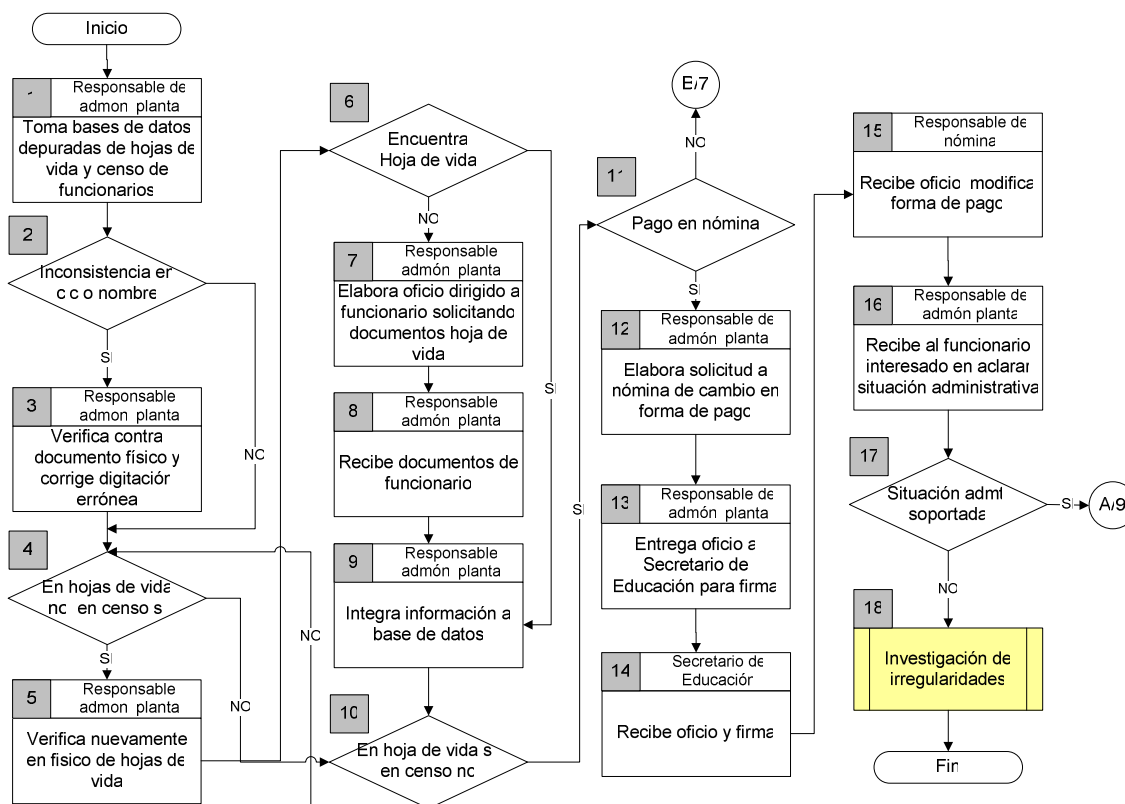 Inicio
1
Responsable de
admón planta
Toma bases de datos
depuradas de hojas de
vida y censo de
funcionarios
2
Inconsistencia en
c c o nombre
NO
SI
3
Responsable
admon planta
Verifica contra
documento físico y
corrige digitación
errónea
4
En hojas de vida
no en censo s
NO
SI
5
Responsable
admon planta
Verifica nuevamente
en fisico de hojas de
vida
NO
6
Encuentra
Hoja de vida
NO
SI
7
Responsable
admón planta
Elabora oficio dirigido a
funcionario solicitando
documentos hoja de
vida
8
Responsable
admón planta
Recibe documentos de
funcionario
9
Responsable
admón planta
Integra información a
base de datos
10
En hoja de vida s
en censo no
SI
E/7
NO
11
Pago en nómina
SI
12
Responsable de
admón planta
Elabora solicitud a
nómina de cambio en
forma de pago
13
Responsable de
admón planta
Entrega oficio a
Secretario de
Educación para firma
14
Secretario de
Educación
Recibe oficio y firma
15
Responsable de
nómina
Recibe oficio modifica
forma de pago
16
Responsable de
admón planta
Recibe al funcionario
interesado en aclarar
situación administrativa
17
Situación admt
soportada
SI
A/9
NO
18
Investigación de
irregularidades
Fin